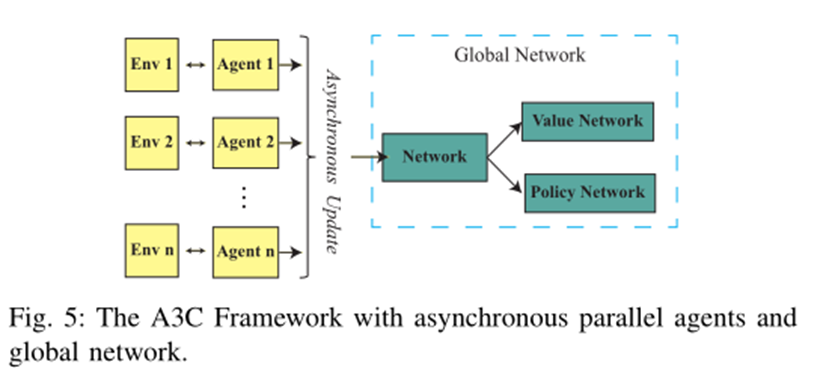 Env 1
Agent 1
Env 2
Agent 2
⋮
Env n
Agent n
Asynchronous Update
Global Network
Network
Value Network
Policy Network
Fig. 5: The A3C Framework with asynchronous parallel agents and
global network.